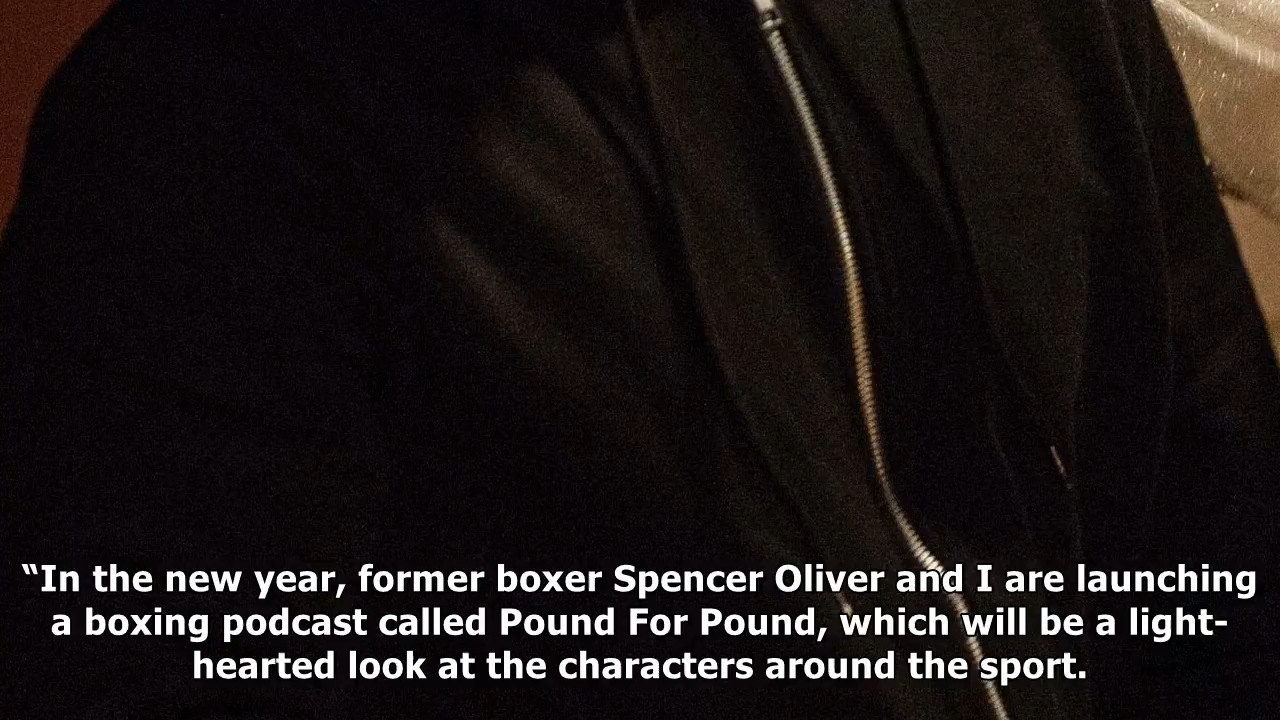 “In the new year, former boxer Spencer Oliver and I are launching
a boxing podcast called Pound For Pound, which will be a light-
hearted look at the characters around the sport.